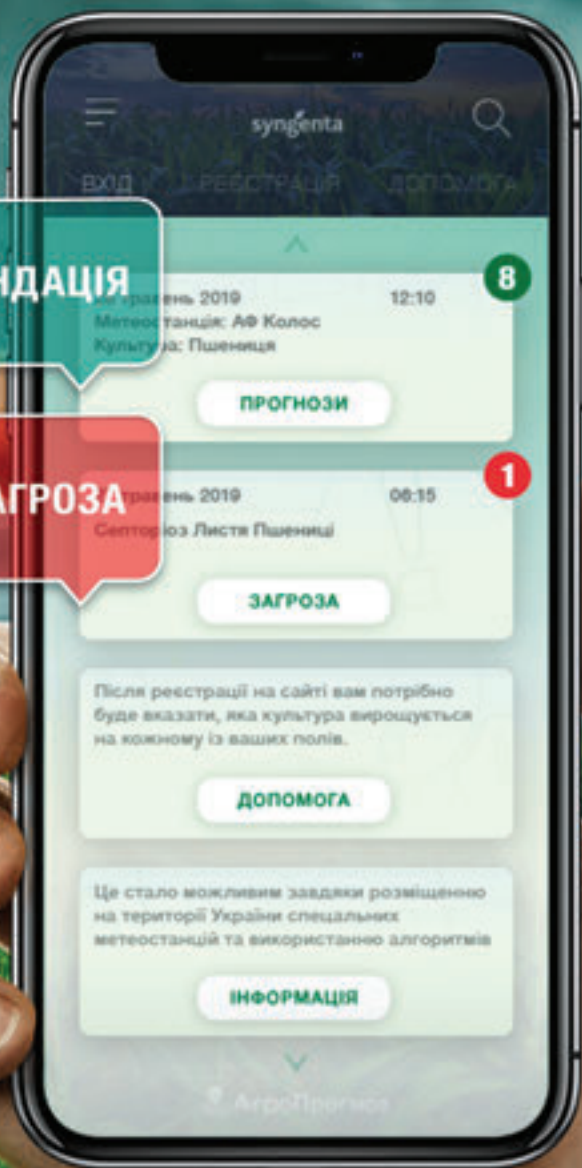 syngenta
ВХІД РЕЄСТРАЦІЯ ДОПОМОГА
НДАЦІЯ
травень 2019 12:10
8
Метеостанція: АФ Колос
Культура: Пшениця
ПРОГНОЗИ
АГРОЗА
травень 2019 06:15
1
Септоріоз Листя Пшениці
ЗАГРОЗА
Після реєстрації на сайті вам потрібно
буде вказати, яка культура вирощується
на кожному із ваших полів.
ДОПОМОГА
Це стало можливим завдяки розміщенню
на території України спецальних
метеостанцій та використанню алгоритмів
ІНФОРМАЦІЯ
АгроПрогноз